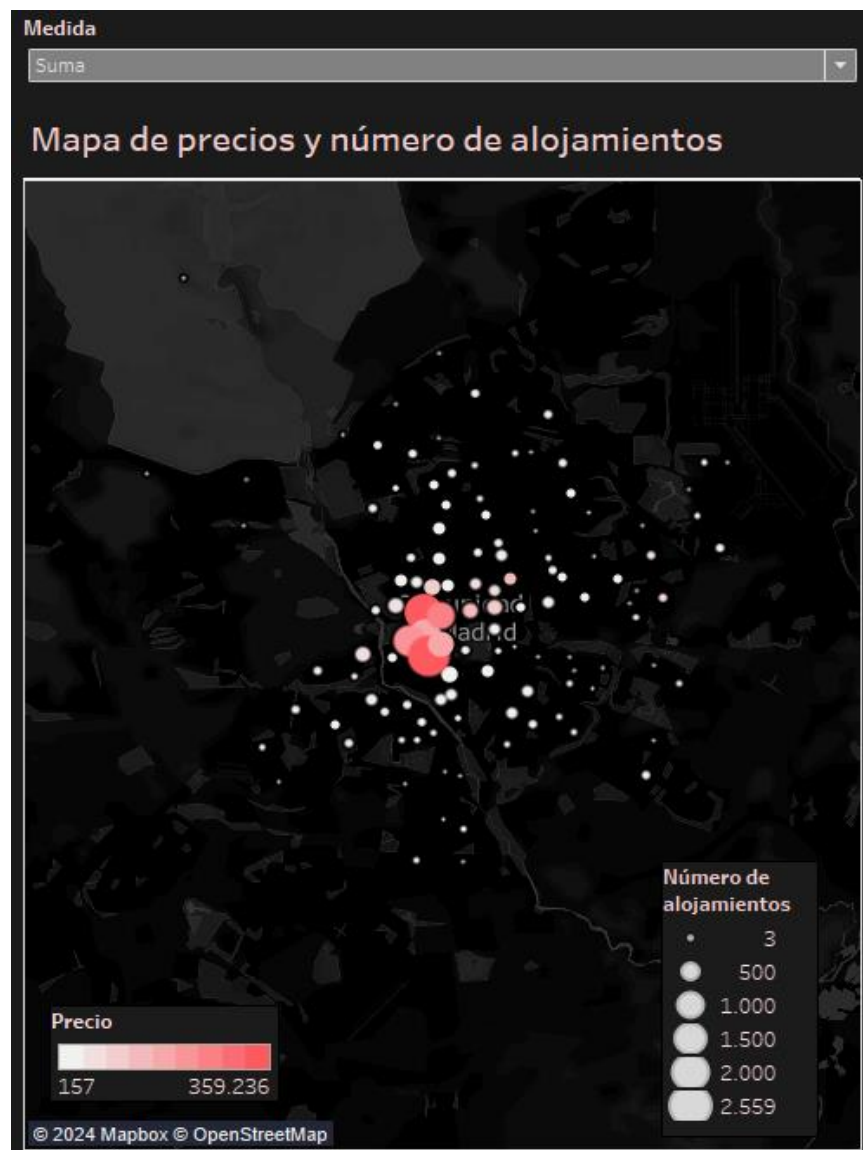 Medida
Suma
Mapa de precios y número de alojamientos
Madrid
Número de
alojamientos
3
500
1.000
1.500
2.000
2.559
Precio
157 359.236
© 2024 Mapbox © OpenStreetMap